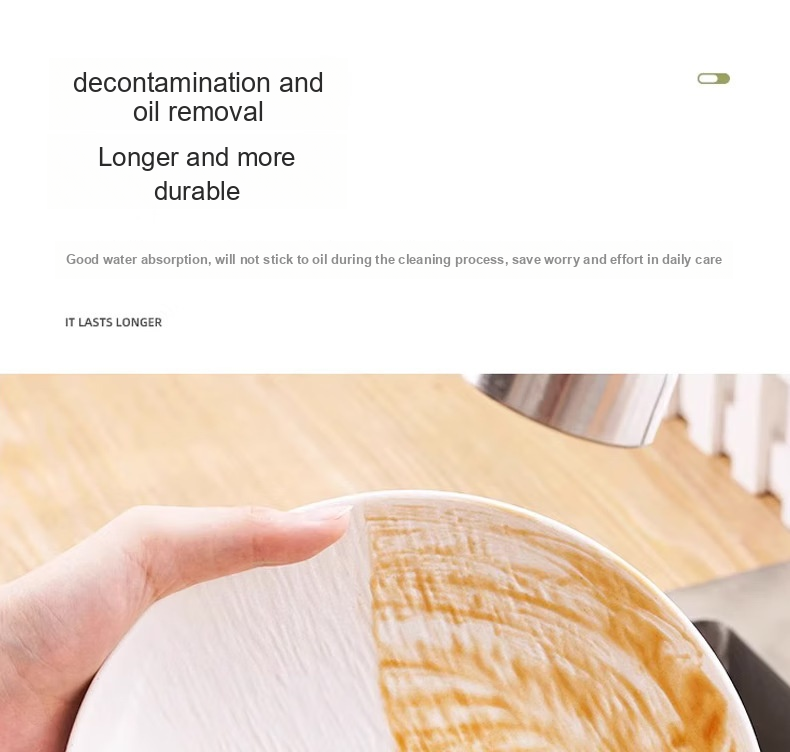 decontamination and
oil removal
Longer and more
durable
Good water absorption, will not stick to oil during the cleaning process, save worry and effort in daily care
IT LASTS LONGER